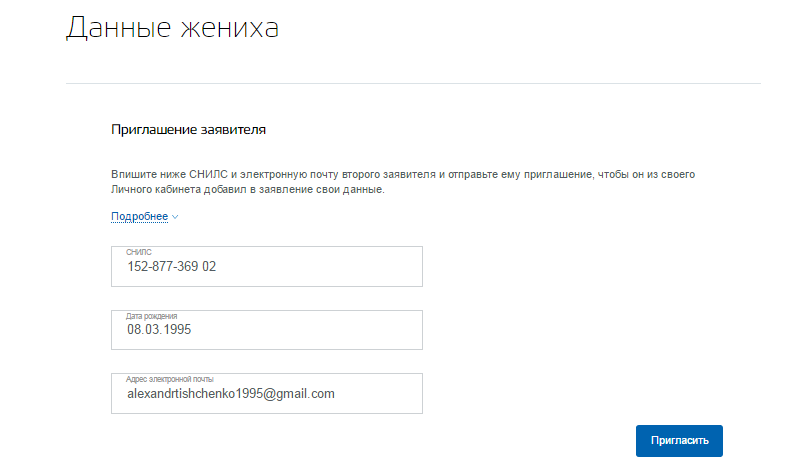 Данные жениха
Приглашение заявителя
Впишите ниже СНИЛС и электронную почту второго заявителя и отправьте ему приглашение, чтобы он из своего
Личного кабинета добавил в заявление свои данные.
Подробнее
СНИЛС
152-877-369 02
Дата рождения
08.03.1995
Адрес электронной почты
alexandrtishchenko1995@gmail.com
Пригласить